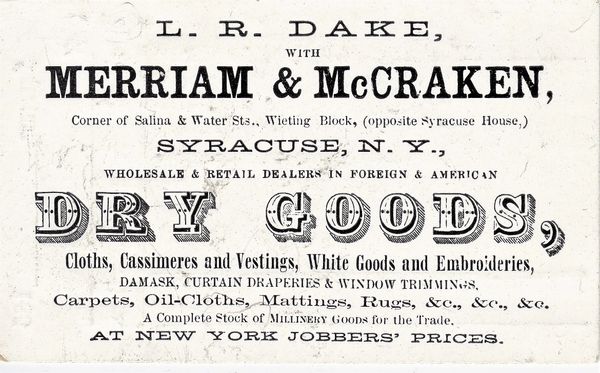 L. R. DAKE,
WITH
MERRIAM & McCRAKEN,
Corner of Salina & Water Sts., Wieting Block, (opposite Syracuse House,)
SYRACUSE, N. Y.,
WHOLESALE & RETAIL DEALERS IN FOREIGN & AMERICAN
DRY GOODS,
Cloths, Cassimeres and Vestings, White Goods and Embroideries,
DAMASK, CURTAIN DRAPERIES & WINDOW TRIMMINGS,
Carpets, Oil-Cloths, Mattings, Rugs, &c., &c., &c.
A Complete Stock of MILLINERY GOODS for the Trade,
AT NEW YORK JOBBERS' PRICES.